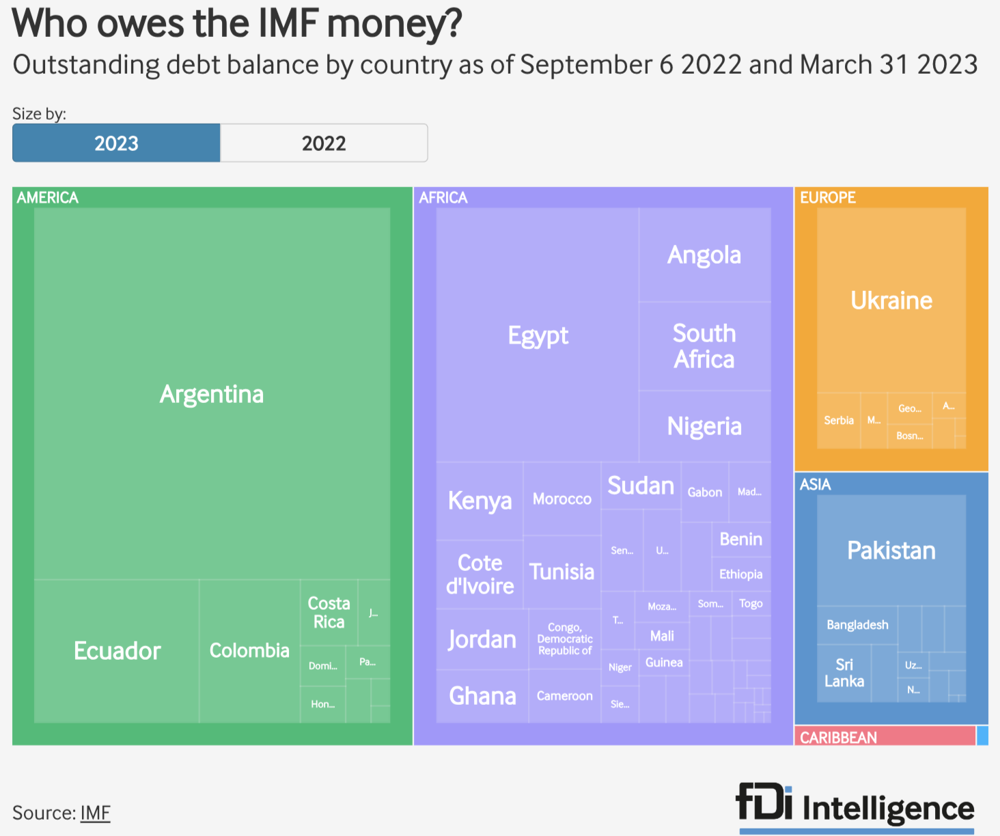 Who owes the IMF money?
Outstanding debt balance by country as of September 6 2022 and March 31 2023
Size by:
2023
2022
AMERICA
Argentina
Ecuador
Colombia
Costa
Rica
J...
Domi...
Pa...
Hon...
AFRICA
Egypt
Angola
South
Africa
Nigeria
Kenya
Morocco
Sudan
Gabon
Mad...
Cote
d'Ivoire
Tunisia
Sen...
U...
Benin
Ethiopia
Jordan
Congo,
Democratic
Republic of
T...
Moza...
Som...
Togo
Mali
Niger
Guinea
Ghana
Cameroon
Sie...
EUROPE
Ukraine
Serbia
M...
Geo...
A...
Bosn...
ASIA
Pakistan
Bangladesh
Sri
Lanka
Uz...
N...
CARIBBEAN
Source: IMF
fDi Intelligence